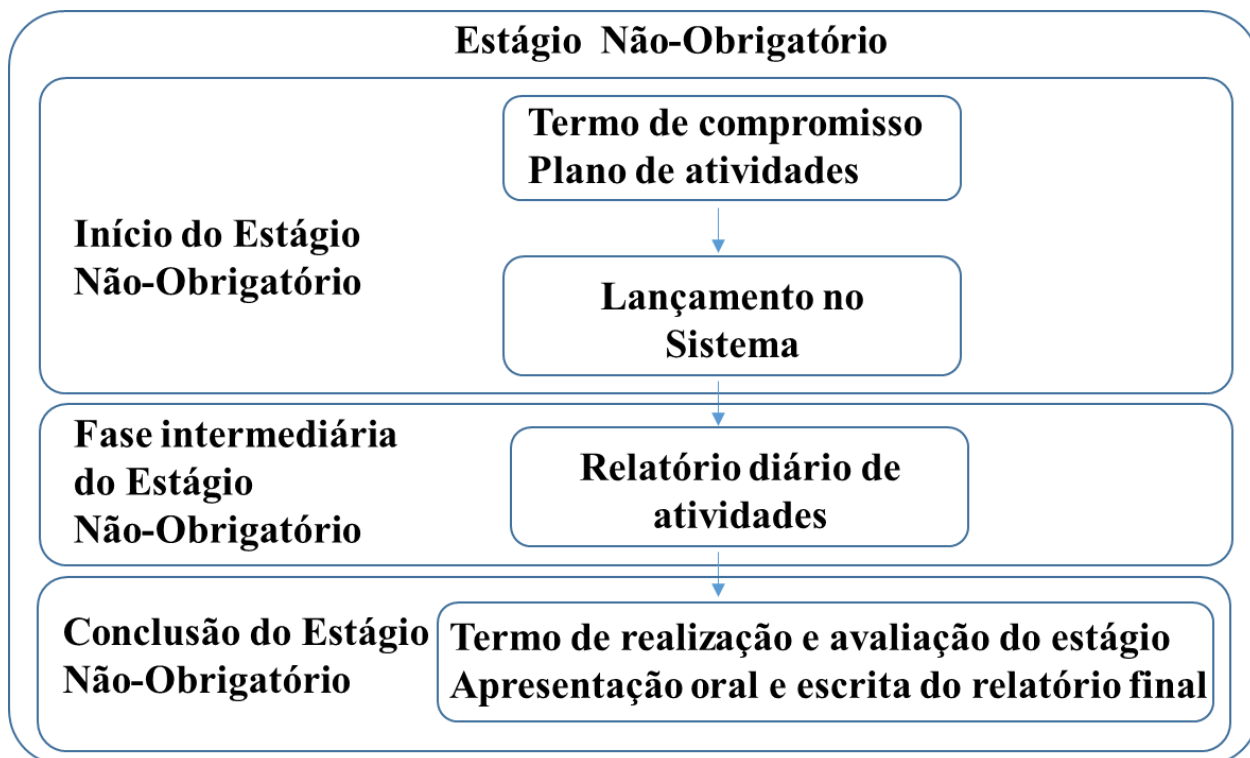 Estágio Não-Obrigatório
Termo de compromisso
Plano de atividades
Início do Estágio
Não-Obrigatório
Lançamento no
Sistema
Fase intermediária
do Estágio
Não-Obrigatório
Relatório diário de
atividades
Conclusão do Estágio
Não-Obrigatório
Termo de realização e avaliação do estágio
Apresentação oral e escrita do relatório final